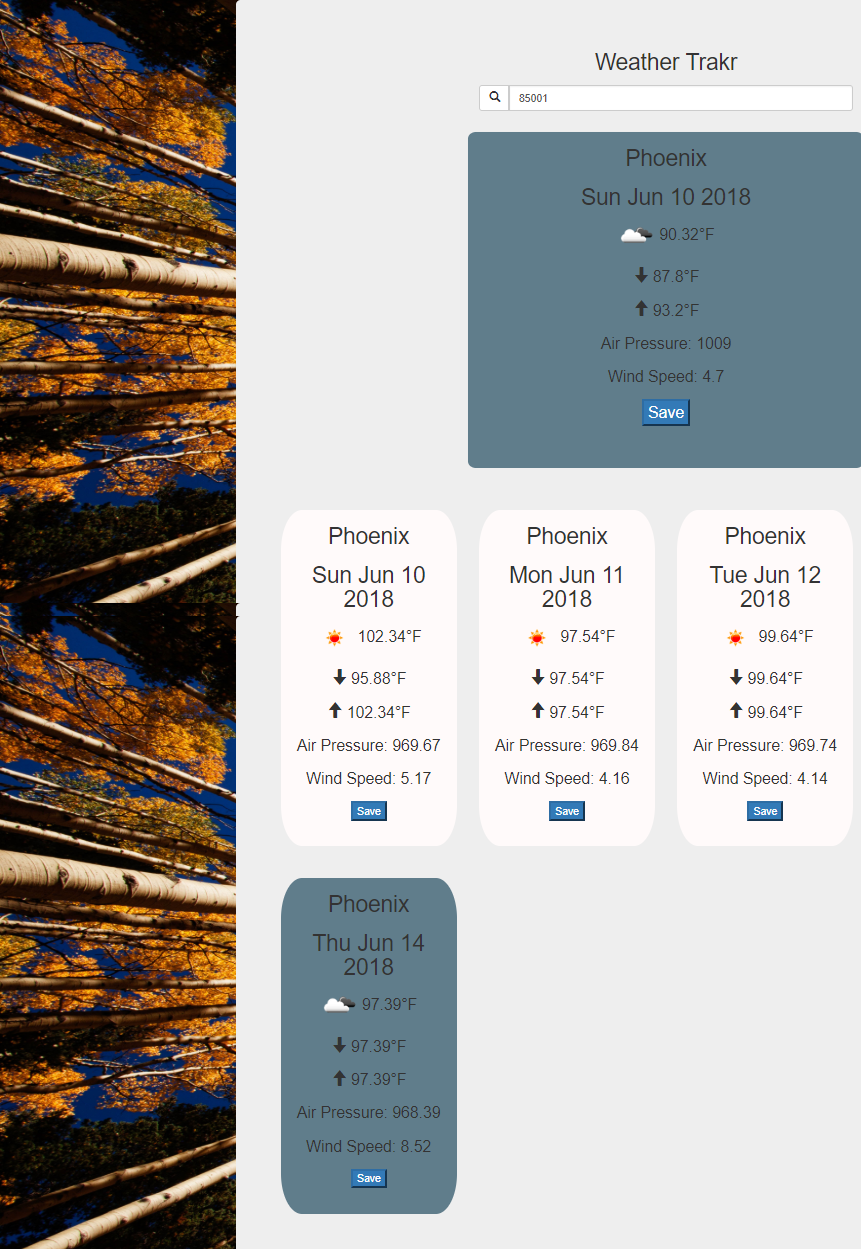 Weather Trakr
85001
Phoenix
Sun Jun 10 2018
90.32°F
87.8°F
93.2°F
Air Pressure: 1009
Wind Speed: 4.7
Save
Phoenix
Sun Jun 10
2018
102.34°F
95.88°F
102.34°F
Air Pressure: 969.67
Wind Speed: 5.17
Save
Phoenix
Mon Jun 11
2018
97.54°F
97.54°F
97.54°F
Air Pressure: 969.84
Wind Speed: 4.16
Save
Phoenix
Tue Jun 12
2018
99.64°F
99.64°F
99.64°F
Air Pressure: 969.74
Wind Speed: 4.14
Save
Phoenix
Thu Jun 14
2018
97.39°F
97.39°F
97.39°F
Air Pressure: 968.39
Wind Speed: 8.52
Save